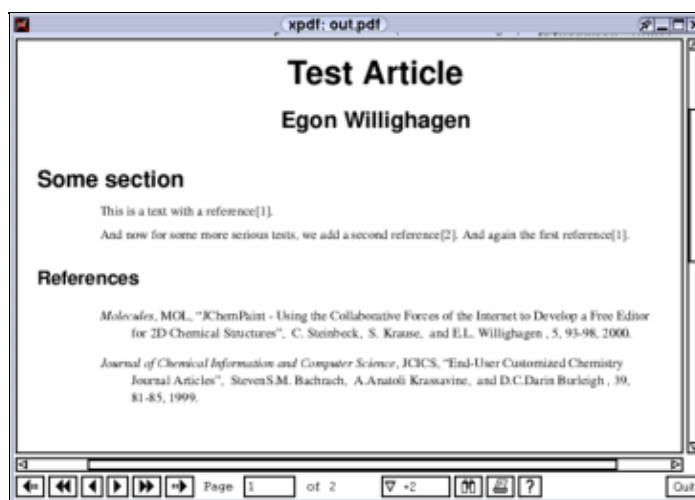 xpdf: out.pdf
Test Article
Egon Willighagen
Some section
This is a text with a reference[1].
And now for some more serious tests, we add a second reference[2]. And again the first reference[1].
References
Molecules, MOL, “JChemPaint - Using the Collaborative Forces of the Internet to Develop a Free Editor
for 2D Chemical Structures”, C. Steinbeck, S. Krause, and E.L. Willighagen , 5, 93-98, 2000.
Journal of Chemical Information and Computer Science, JCICS, “End-User Customized Chemistry
Journal Articles”, StevenS.M. Bachrach, A.Anatoli Krassavine, and D.C.Darin Burleigh , 39,
81-85, 1999.
Page 1 of 2 +2 ? Qui